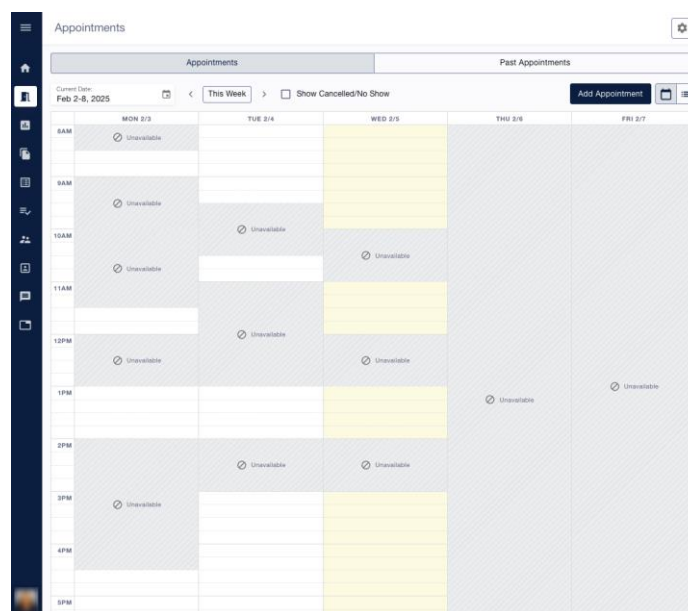 Appointments
Appointments
Past Appointments
Current Date:
Feb 2-8, 2025
This Week
Show Cancelled/No Show
Add Appointment
MON 2/3
TUE 2/4
WED 2/5
THU 2/6
FRI 2/7
8AM
Unavailable
9AM
Unavailable
Unavailable
10AM
Unavailable
Unavailable
11AM
Unavailable
12PM
Unavailable
Unavailable
1PM
Unavailable
Unavailable
2PM
Unavailable
Unavailable
3PM
Unavailable
4PM
5PM